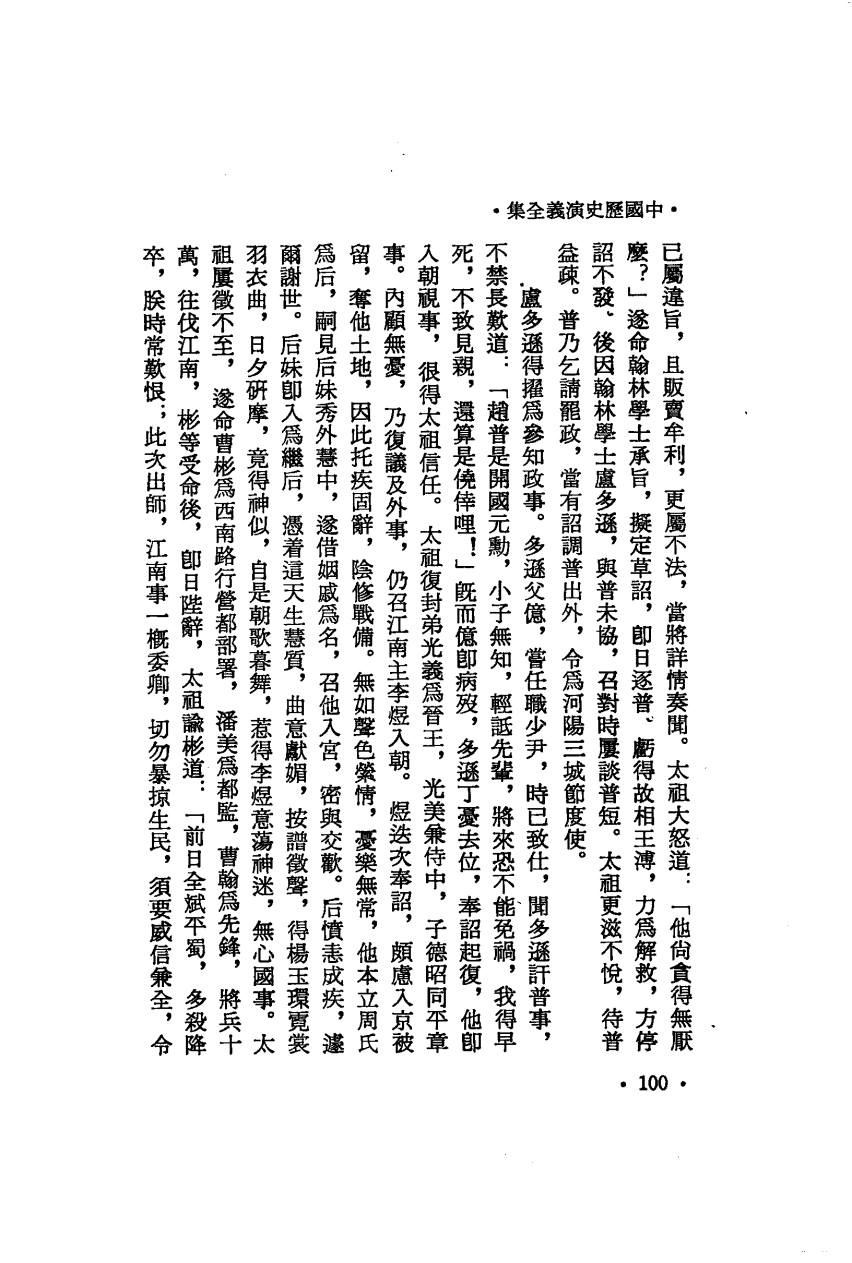 •中國歷史演義全集•
已屬違旨，且販賣牟利，更屬不法，當將詳情奏聞。太祖大怒道：「他尙貪得無厭
麼？」遂命翰林學士承旨，擬定草詔，卽日逐普、虧得故相王溥，力爲解救，方停
詔不發、後因翰林學士盧多遜，與普未協，召對時屢談普短。太祖更滋不悅，待普
益疎。普乃乞請罷政，當有詔調普出外，令爲河陽三城節度使。
盧多遜得擢爲參知政事。多遜父億，嘗任職少尹，時已致仕，聞多遜訐普事，
不禁長歎道：「趙普是開國元勳，小子無知，輕詆先輩，將來恐不能免禍，我得早
死，不致見親，還算是僥倖哩！」旣而億卽病歿，多遜丁憂去位，奉詔起復，他卽
入朝視事，很得太祖信任。太祖復封弟光義爲晉王，光美兼侍中，子德昭同平章
事。內顧無憂，乃復議及外事，仍召江南主李煜入朝。煜迭次奉詔，頗慮入京被
留，奪他土地，因此托疾固辭，陰修戰備。無如聲色縈情，憂樂無常，他本立周氏
爲后，嗣見后妹秀外慧中，遂借姻戚爲名，召他入宮，密與交歡。后憤恚成疾，遽
爾謝世。后妹卽入爲繼后，憑着這天生慧質，曲意獻媚，按譜徵聲，得楊玉環霓裳
羽衣曲，日夕硏摩，竟得神似，自是朝歌暮舞，惹得李煜意蕩神迷，無心國事。太
祖屢徵不至，遂命曹彬爲西南路行營都部署，潘美爲都監，曹翰爲先鋒，將兵十
萬，往伐江南，彬等受命後，卽日陛辭，太祖諭彬道：「前日全斌平蜀，多殺降
卒，朕時常歎恨；此次出師，江南事一概委卿，切勿暴掠生民，須要威信兼全，令
•100•